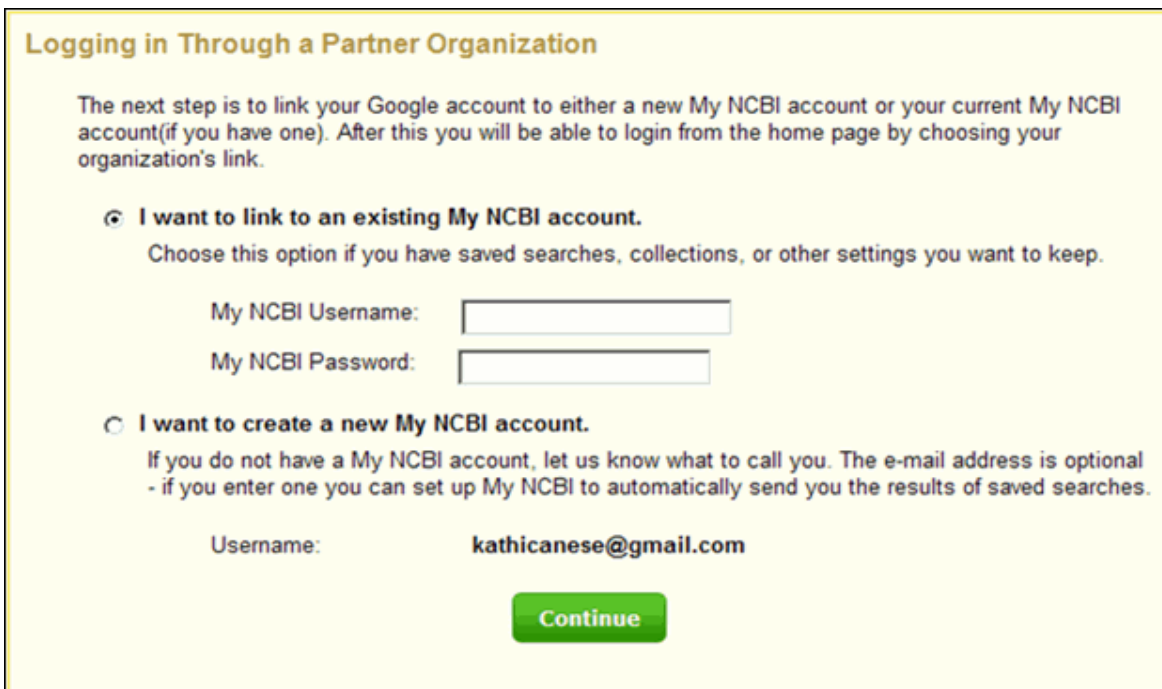 Logging in Through a Partner Organization
The next step is to link your Google account to either a new My NCBI account or your current My NCBI
account(if you have one). After this you will be able to login from the home page by choosing your
organization's link.
I want to link to an existing My NCBI account.
Choose this option if you have saved searches, collections, or other settings you want to keep.
My NCBI Username:
My NCBI Password:
I want to create a new My NCBI account.
If you do not have a My NCBI account, let us know what to call you. The e-mail address is optional
- if you enter one you can set up My NCBI to automatically send you the results of saved searches.
Username: kathicanese@gmail.com
Continue